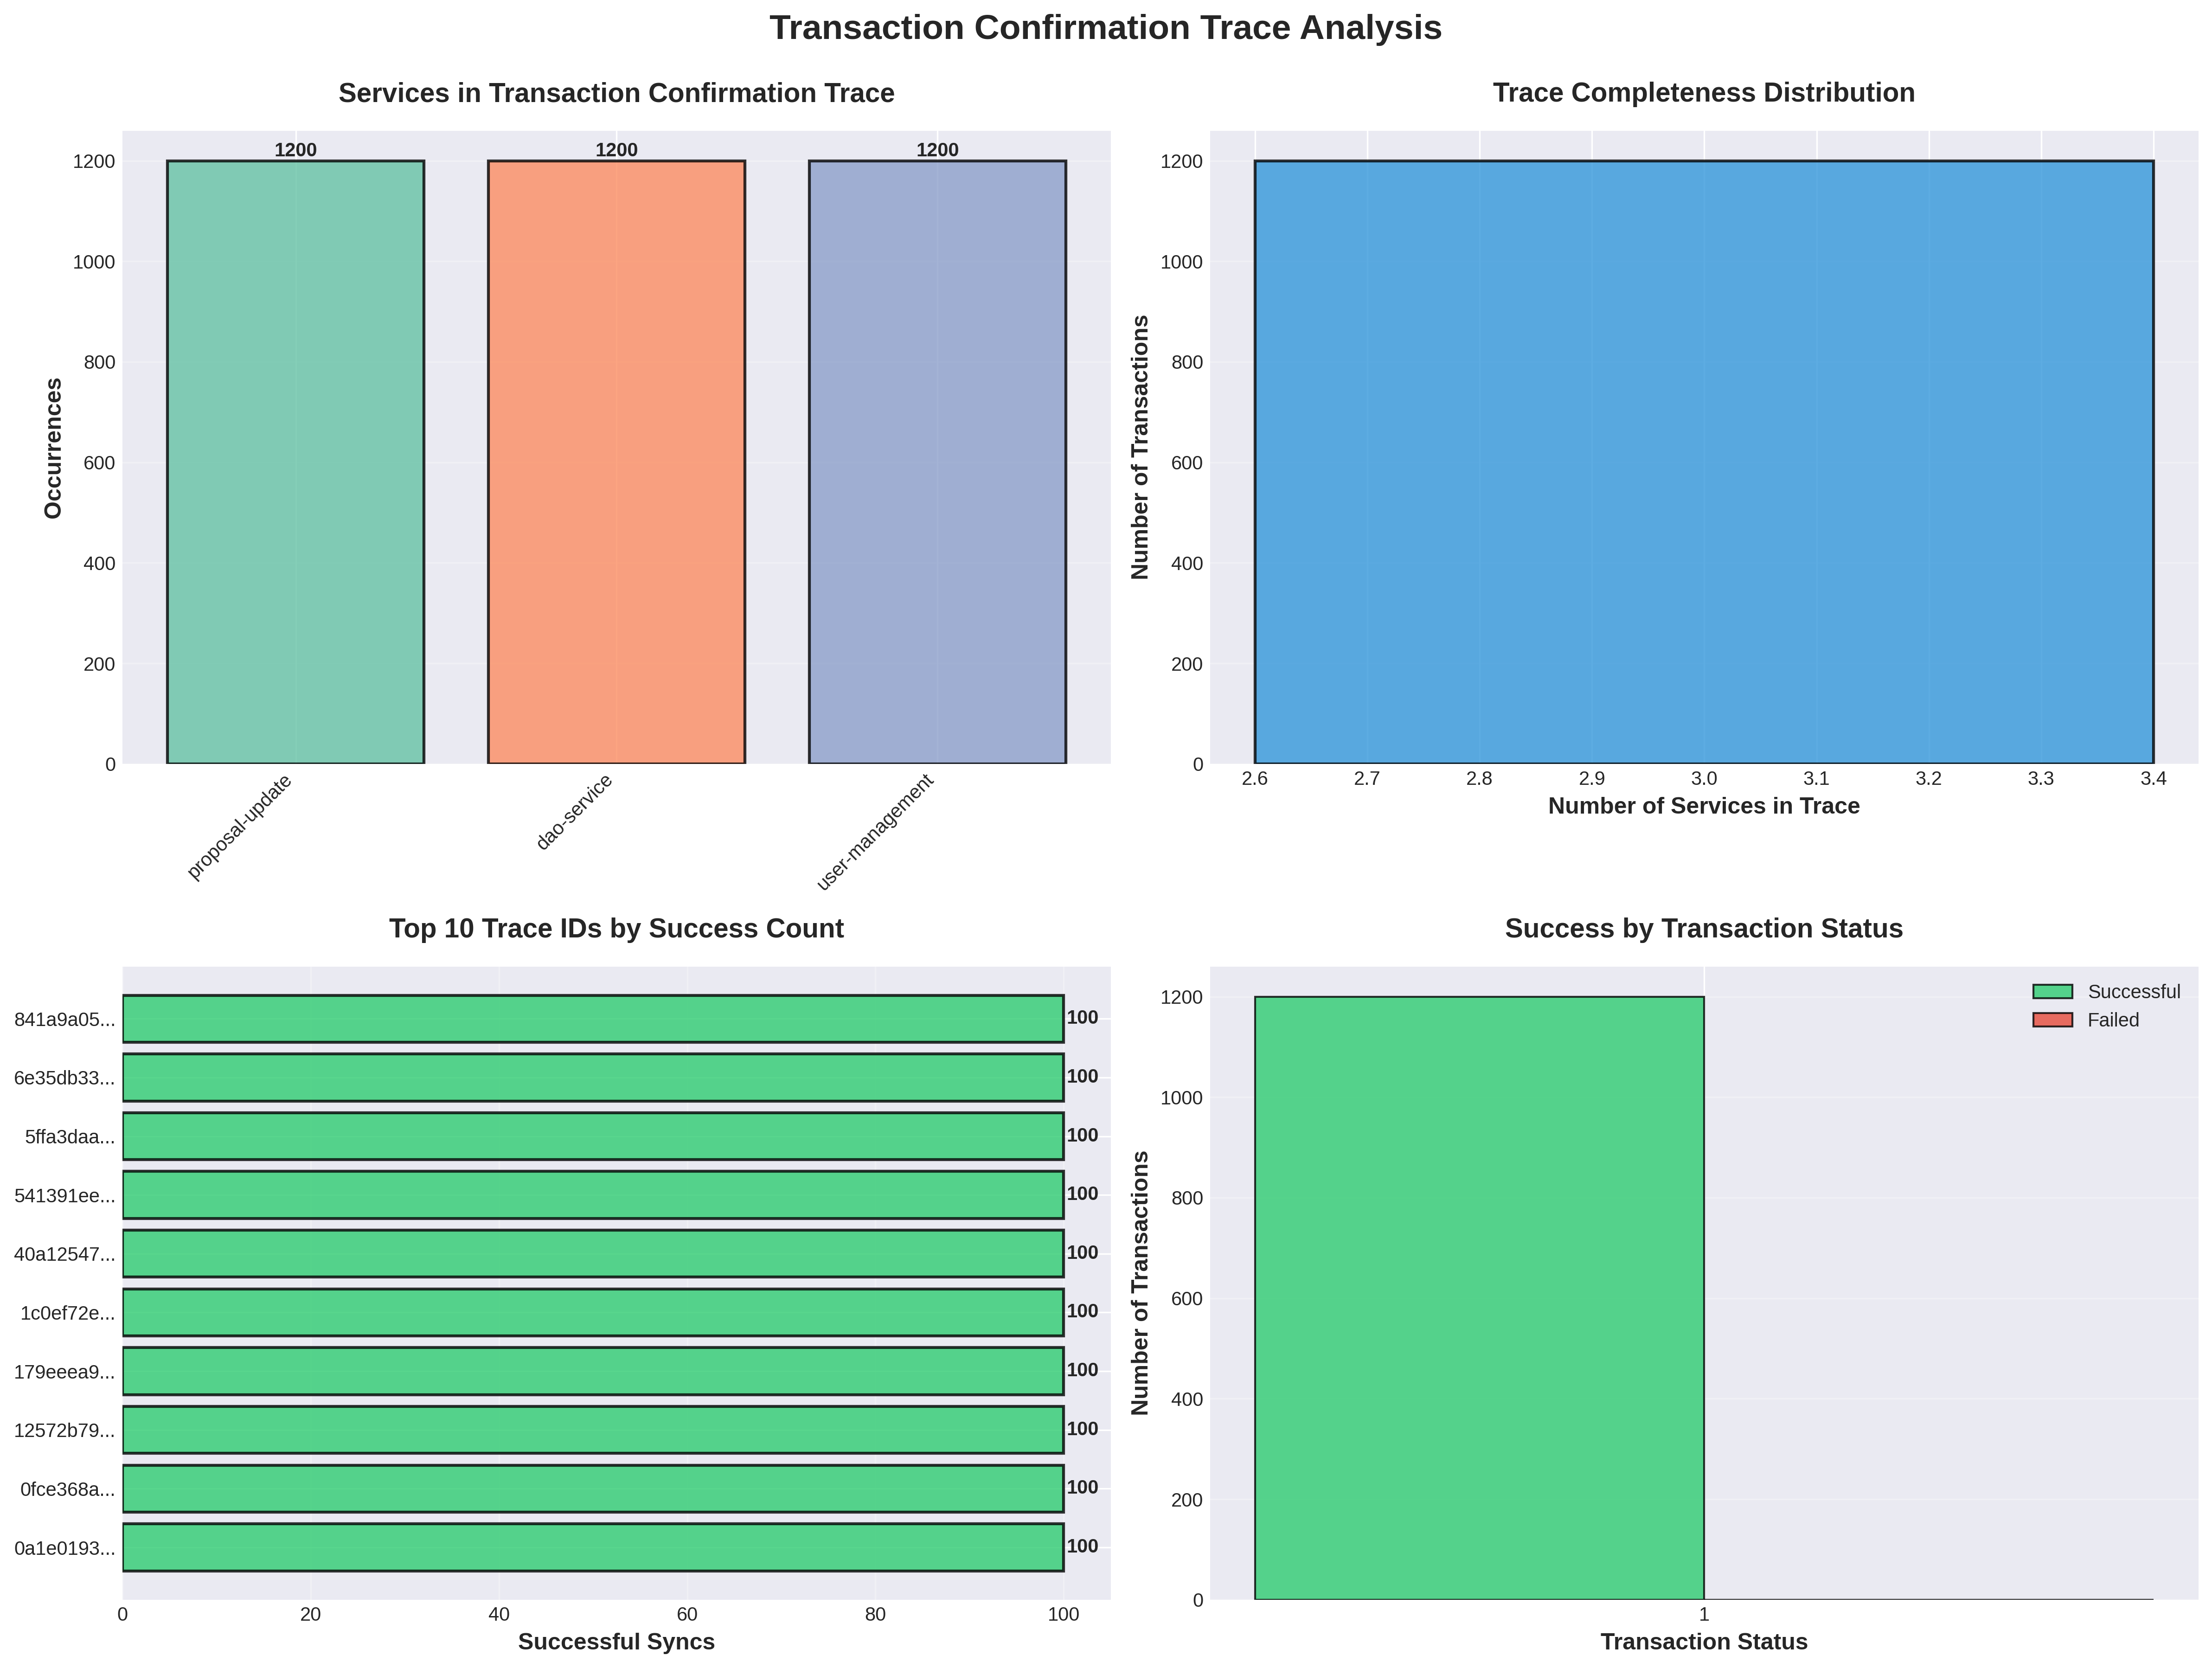 Transaction Confirmation Trace Analysis
Services in Transaction Confirmation Trace
Occurrences
1200
1000
800
600
400
200
0
1200
1200
1200
proposal-update
dao-service
user-management
Trace Completeness Distribution
Number of Transactions
1200
1000
800
600
400
200
0
2.6
2.7
2.8
2.9
3.0
3.1
3.2
3.3
3.4
Number of Services in Trace
Top 10 Trace IDs by Success Count
841a9a05...
100
6e35db33...
100
5ffa3daa...
100
541391ee...
100
40a12547...
100
1c0ef72e...
100
179eeea9...
100
12572b79...
100
0fce368a...
100
0a1e0193...
100
0
20
40
60
80
100
Successful Syncs
Success by Transaction Status
Number of Transactions
1200
1000
800
600
400
200
0
Successful
Failed
1
Transaction Status